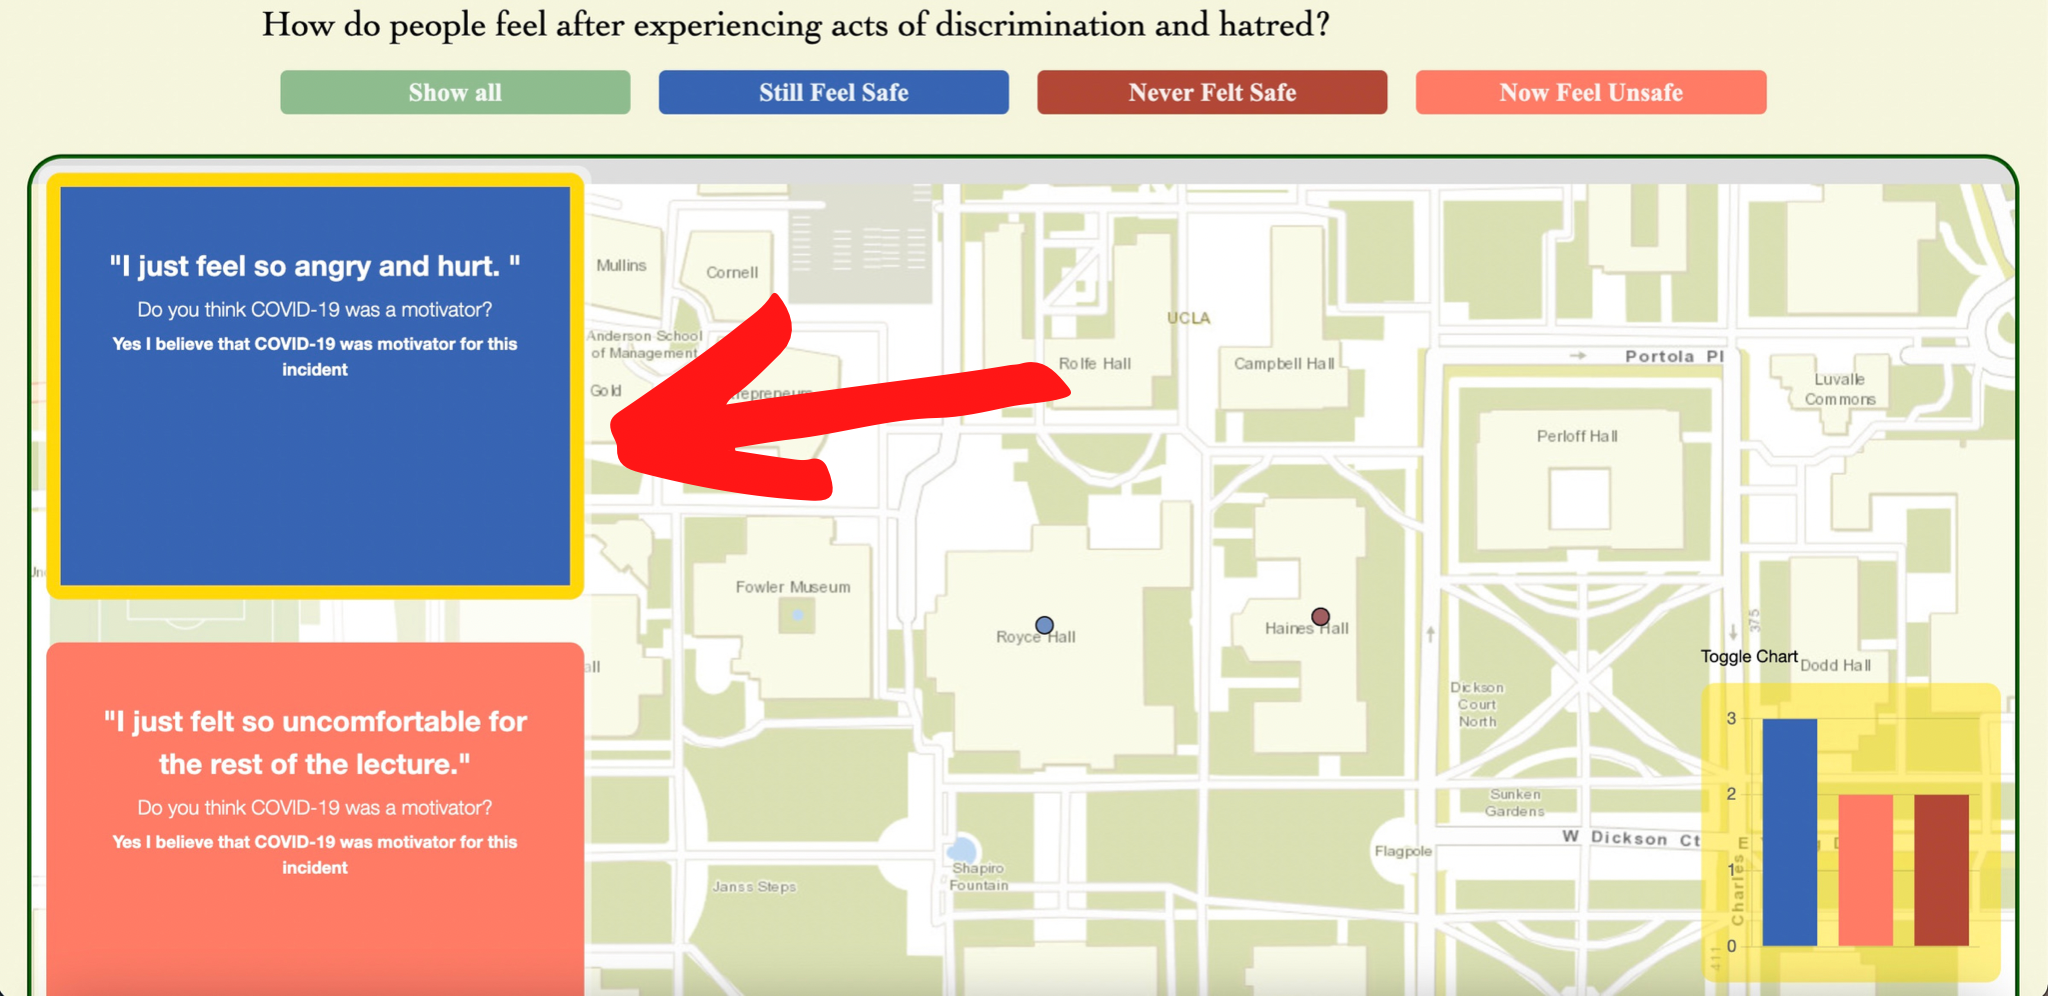 How do people feel after experiencing acts of discrimination and hatred?
Show all
Still Feel Safe
Never Felt Safe
Now Feel Unsafe
"I just feel so angry and hurt. "
Do you think COVID-19 was a motivator?
Yes I believe that COVID-19 was motivator for this
incident
"I just felt so uncomfortable for
the rest of the lecture."
Do you think COVID-19 was a motivator?
Yes I believe that COVID-19 was motivator for this
incident
Mullins
Cornell
Anderson School
of Management
Gold
UCLA
Rolfe Hall
Campbell Hall
Portola Pl
Luvalle
Commons
Perloff Hall
Fowler Museum
Royce Hall
Haines Hall
375
Toggle Chart
Dodd Hall
Dickson
Court
North
Sunken
Gardens
W Dickson Ct
Flagpole
Shapiro
Fountain
Janss Steps
Charles E
411
3
2
1
0